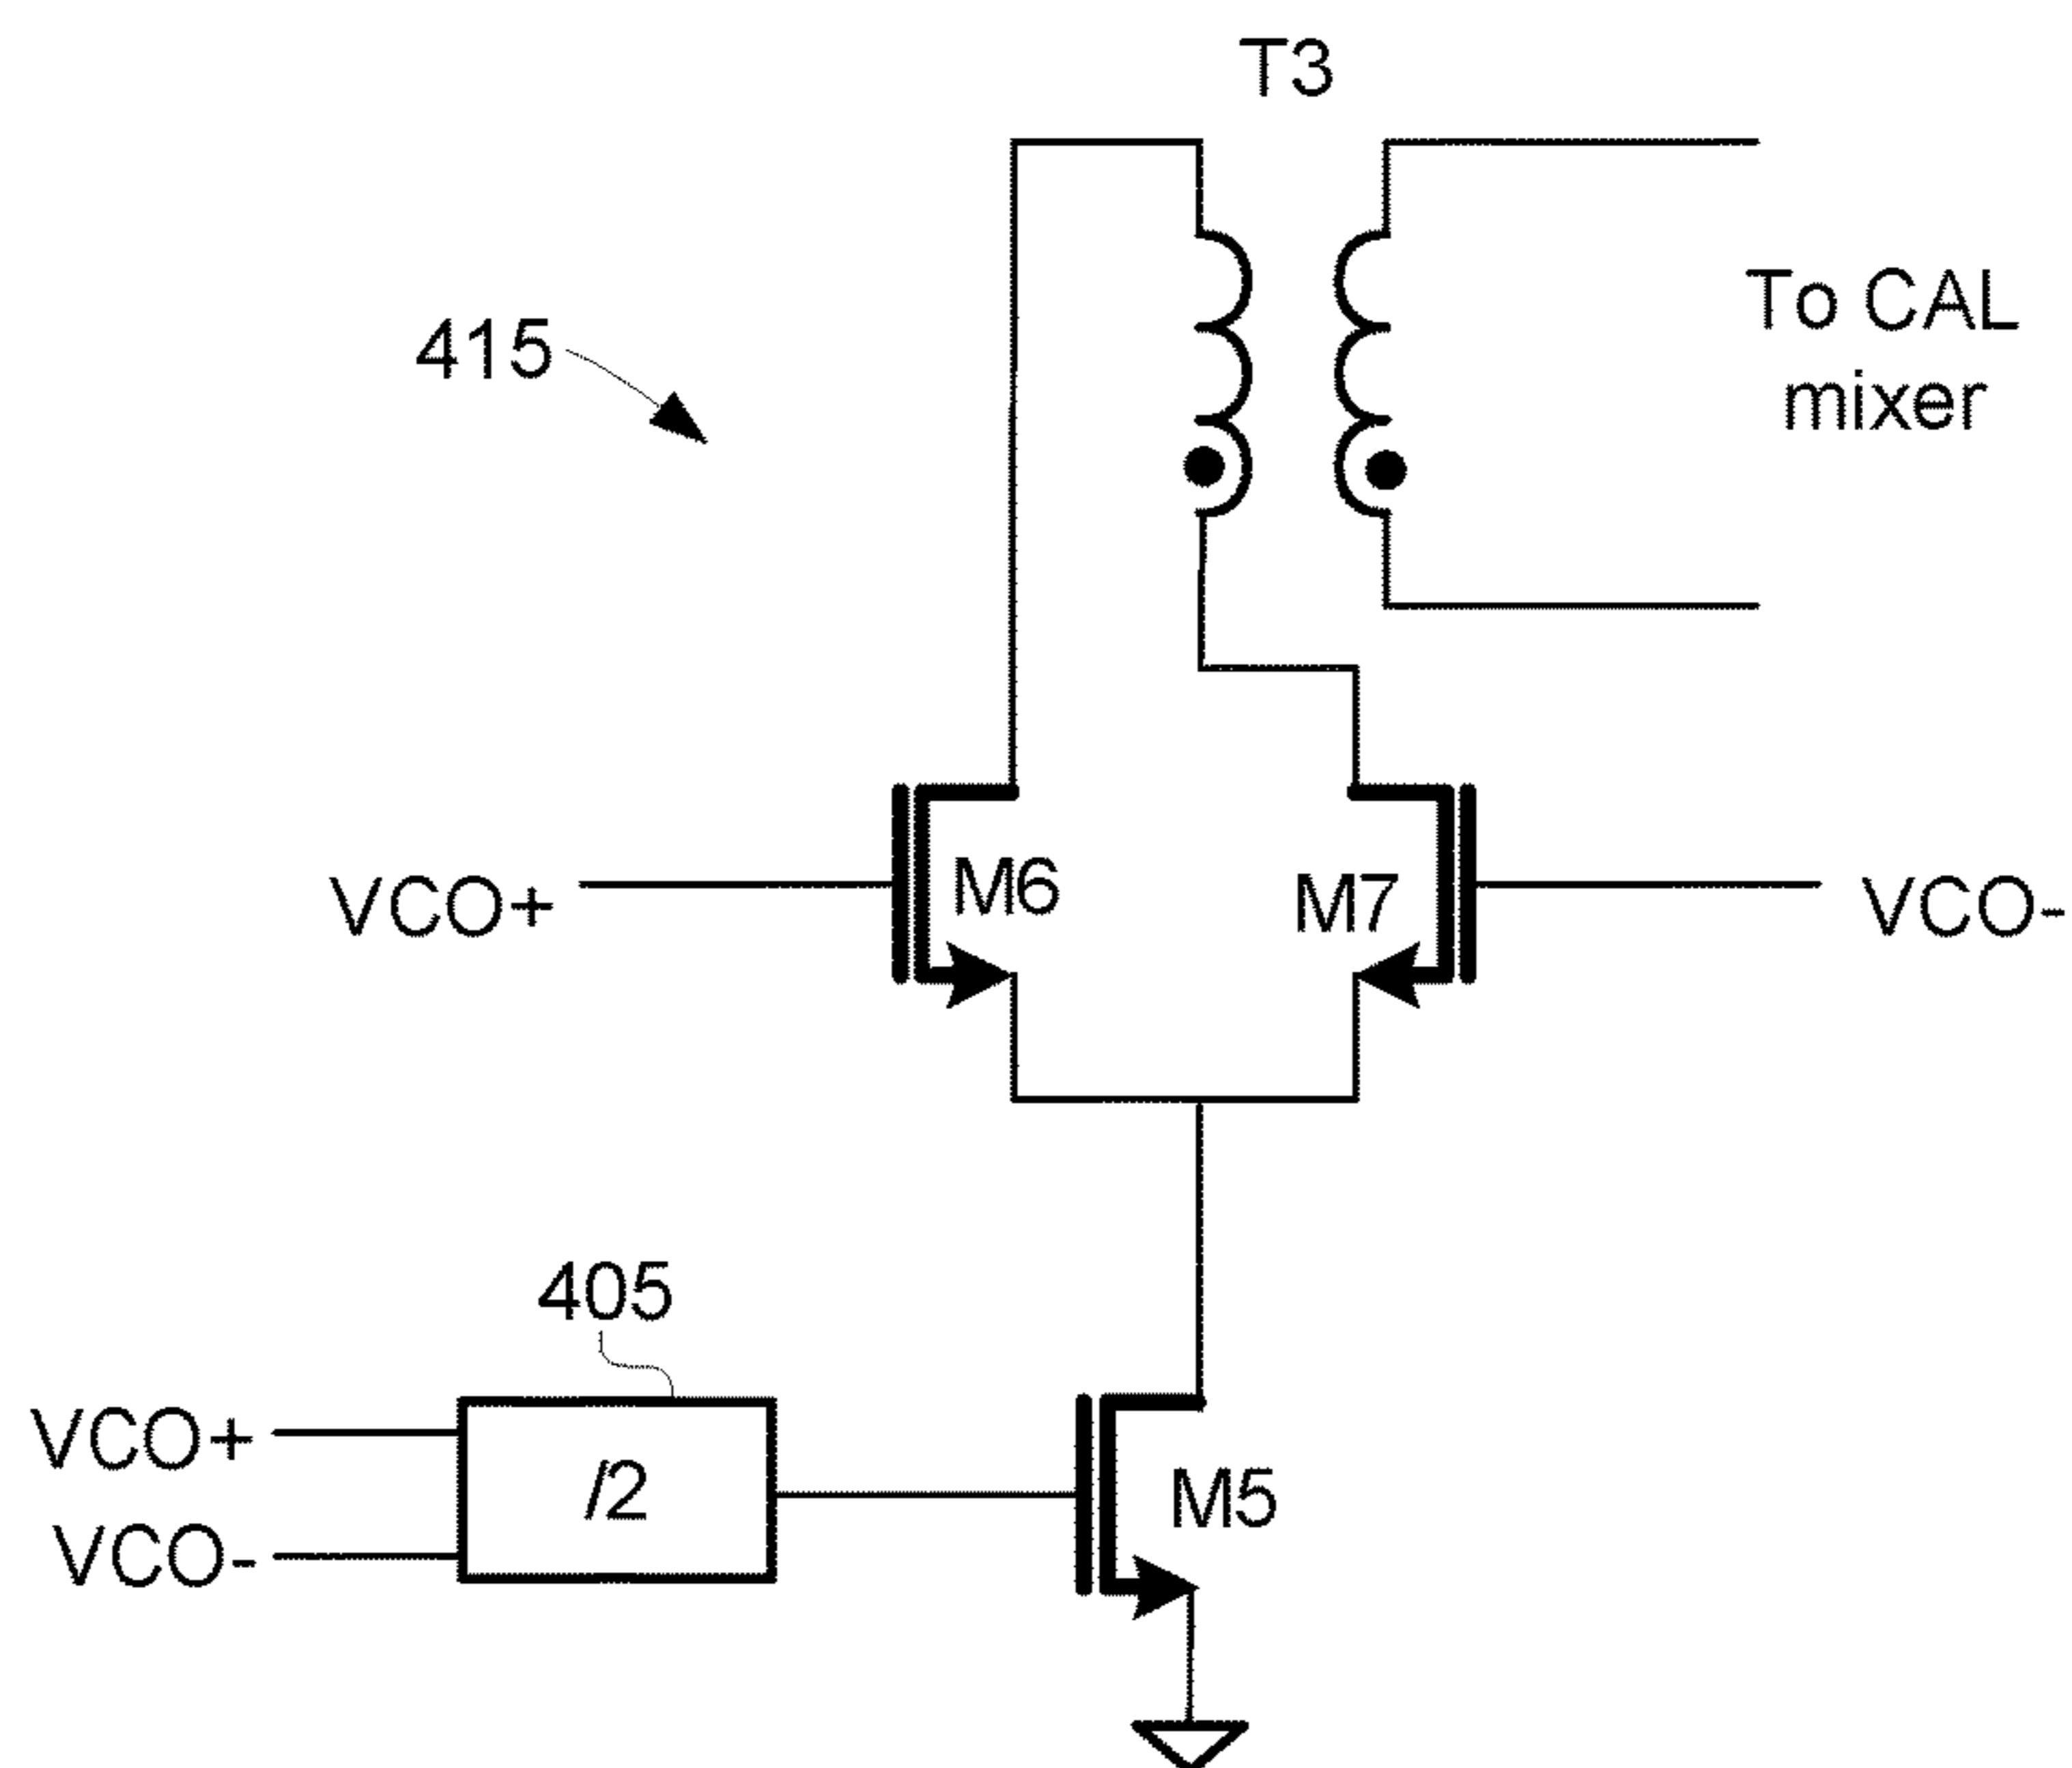 T3
415
To CAL
mixer
M6
M7
VCO+
VCO-
405
VCO+
/2
M5
VCO-